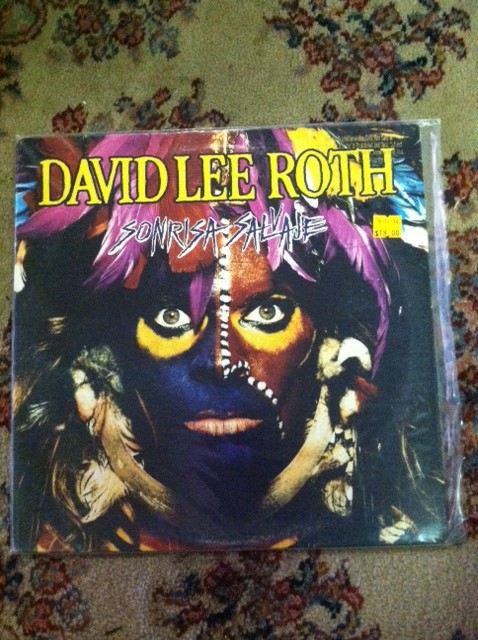 DAVID LEE ROTH
SONRISA SALVAJE
$18.00